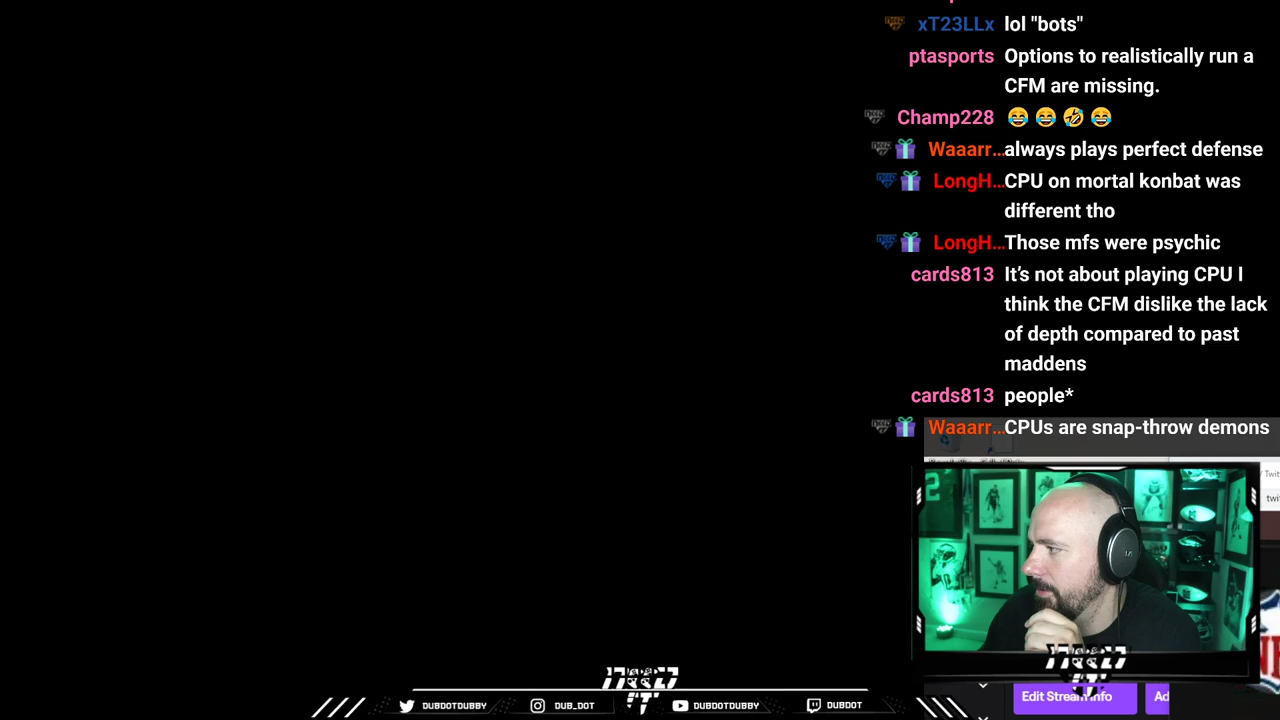 xT23LLx lol "bots"
ptasports Options to realistically run a
CFM are missing.
Champ228 😂 😂 🤣 😂
Waaarr… always plays perfect defense
LongH… CPU on mortal konbat was
different tho
LongH… Those mfs were psychic
cards813 It’s not about playing CPU I
think the CFM dislike the lack
of depth compared to past
maddens
cards813 people*
Waaarr… CPUs are snap-throw demons
/ Twit
twi
Edit Stream Info
Ad
DUBDOTDUBBY
DUB_DOT
DUBDOTDUBBY
DUBDOT